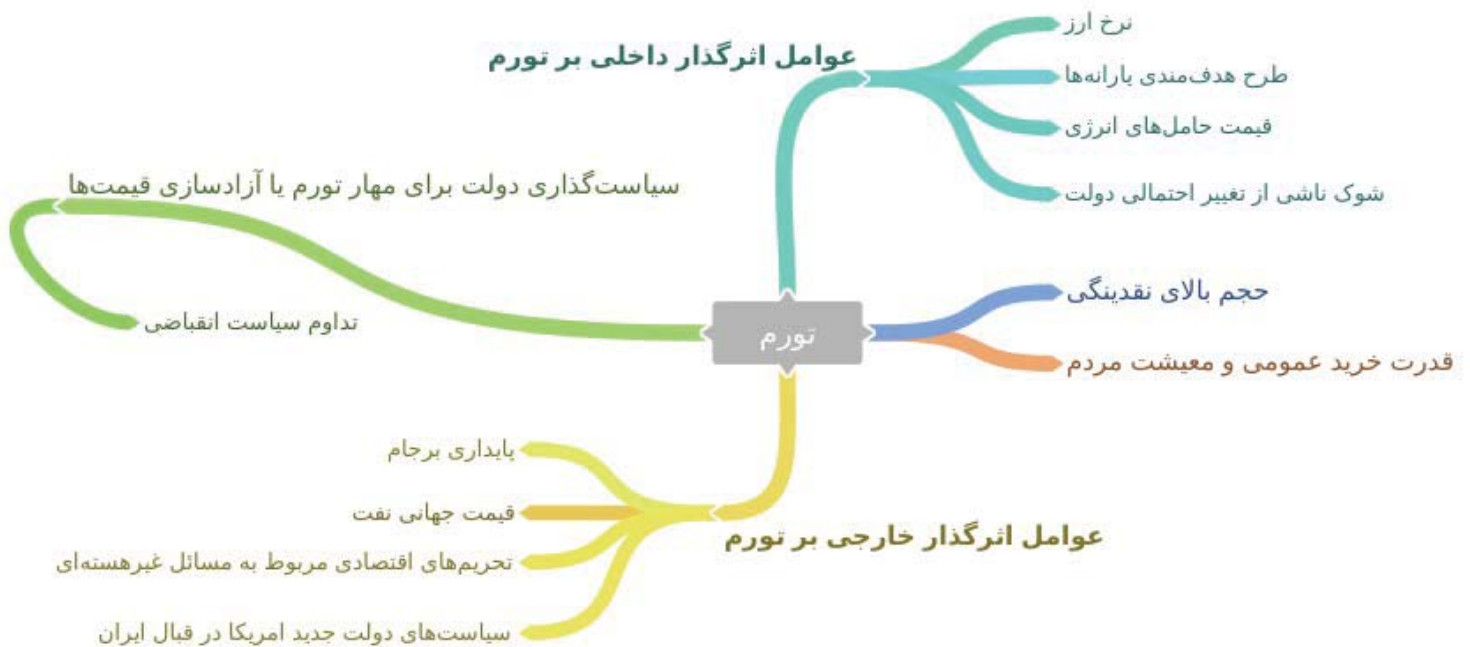 عوامل اثرگذار داخلی بر تورم
نرخ ارز
طرح هدف‌مندی یارانه‌ها
قیمت حامل‌های انرژی
شوک ناشی از تغییر احتمالی دولت
سیاست‌گذاری دولت برای مهار تورم یا آزادسازی قیمت‌ها
تداوم سیاست انقباضی
تورم
حجم بالای نقدینگی
قدرت خرید عمومی و معیشت مردم
عوامل اثرگذار خارجی بر تورم
پایداری برجام
قیمت جهانی نفت
تحریم‌های اقتصادی مربوط به مسائل غیرهسته‌ای
سیاست‌های دولت جدید امریکا در قبال ایران